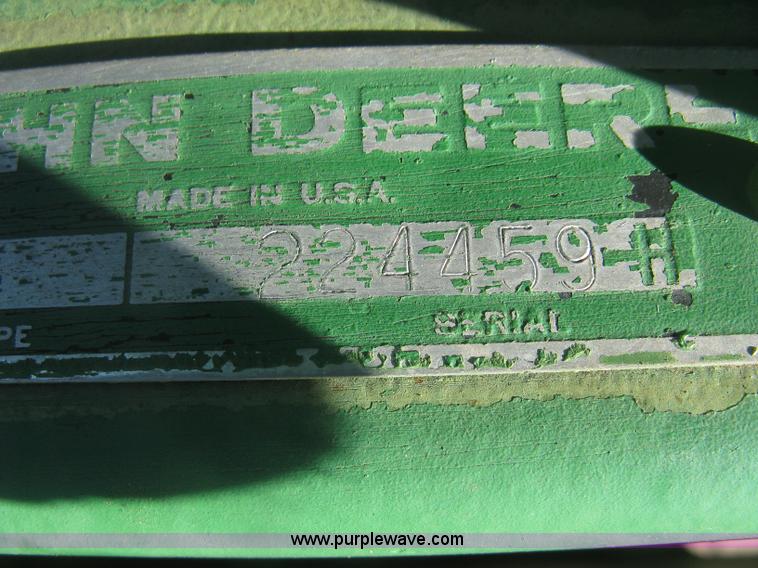 HN DEERE
MADE IN U.S.A.
224459 H
PE SERIAL
www.purplewave.com